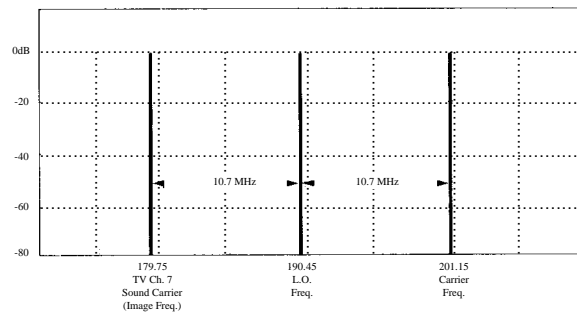 0dB
-20
-40
10.7 MHz 10.7 MHz
-60
-80
179.75 190.45 201.15
TV Ch. 7 L.O. Carrier
Sound Carrier Freq. Freq.
(Image Freq.)